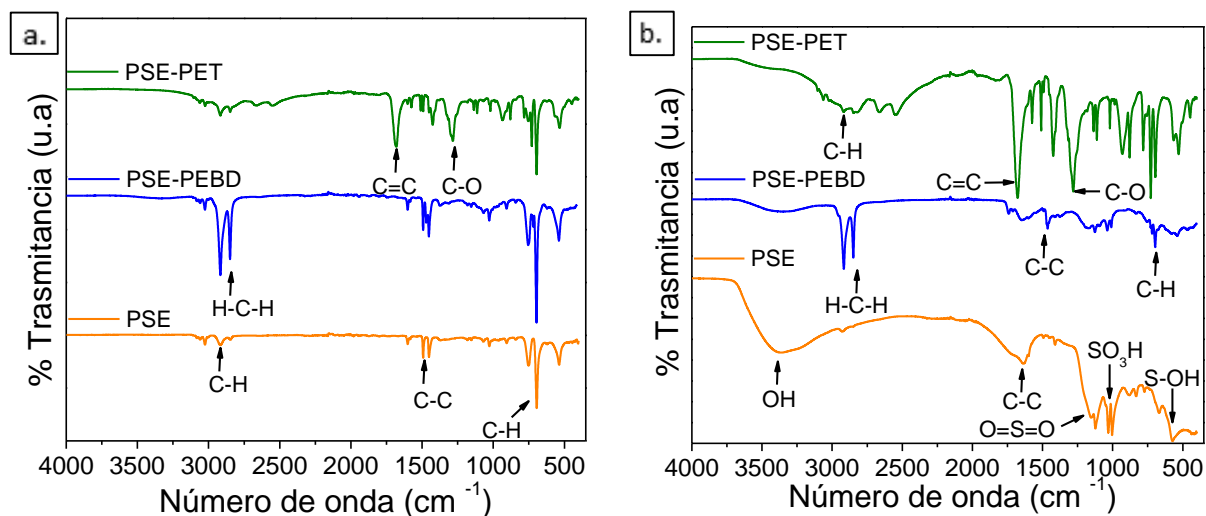 a.
PSE-PET
C=C
C-O
PSE-PEBD
H-C-H
PSE
C-H
C-C
C-H
% Trasmitancia (u.a)
4000 3500 3000 2500 2000 1500 1000 500
Número de onda (cm -1)
b.
PSE-PET
C-H
C=C
C-O
PSE-PEBD
H-C-H
C-C
C-H
PSE
OH
C-C
O=S=O
SO3H
S-OH
% Trasmitancia (u.a)
4000 3500 3000 2500 2000 1500 1000 500
Número de onda (cm-1)